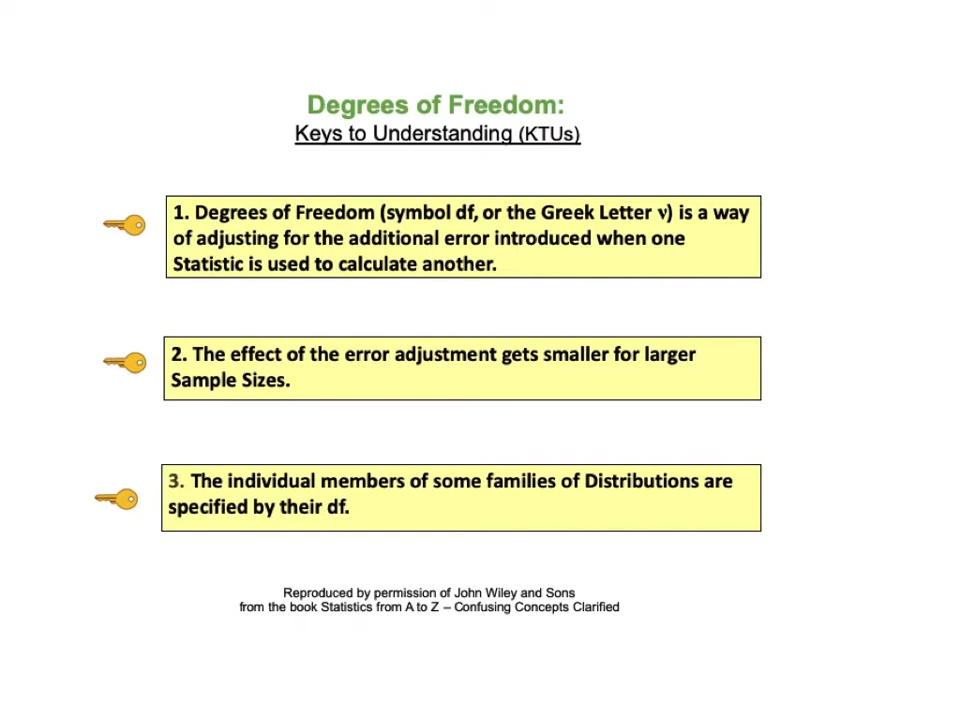 Degrees of Freedom:
Keys to Understanding (KTUs)
1. Degrees of Freedom (symbol df, or the Greek Letter ν) is a way
of adjusting for the additional error introduced when one
Statistic is used to calculate another.
2. The effect of the error adjustment gets smaller for larger
Sample Sizes.
3. The individual members of some families of Distributions are
specified by their df.
Reproduced by permission of John Wiley and Sons
from the book Statistics from A to Z – Confusing Concepts Clarified